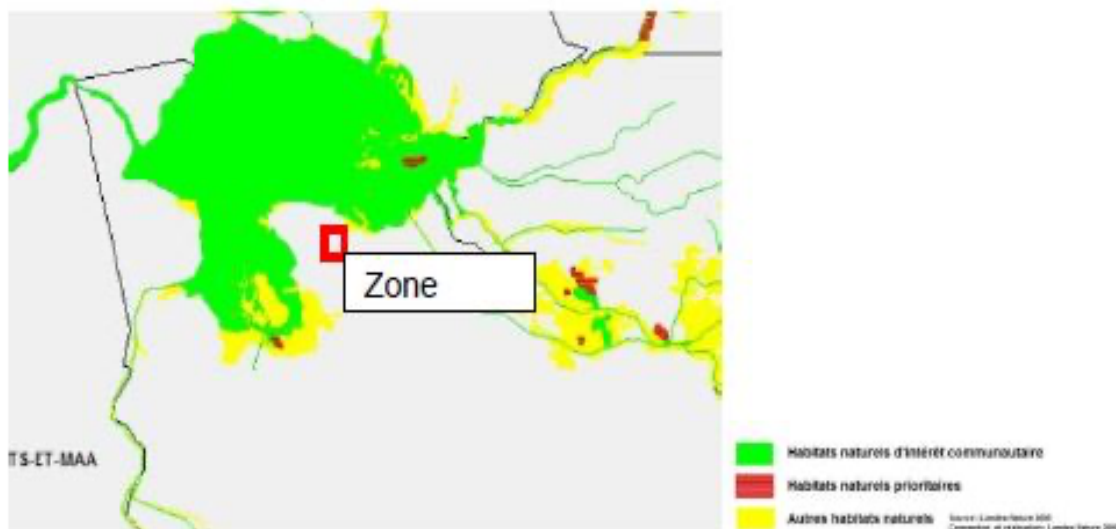 Zone
TS-ET-MAA
Habitats naturels d'intérêt communautaire
Habitats naturels prioritaires
Autres habitats naturels